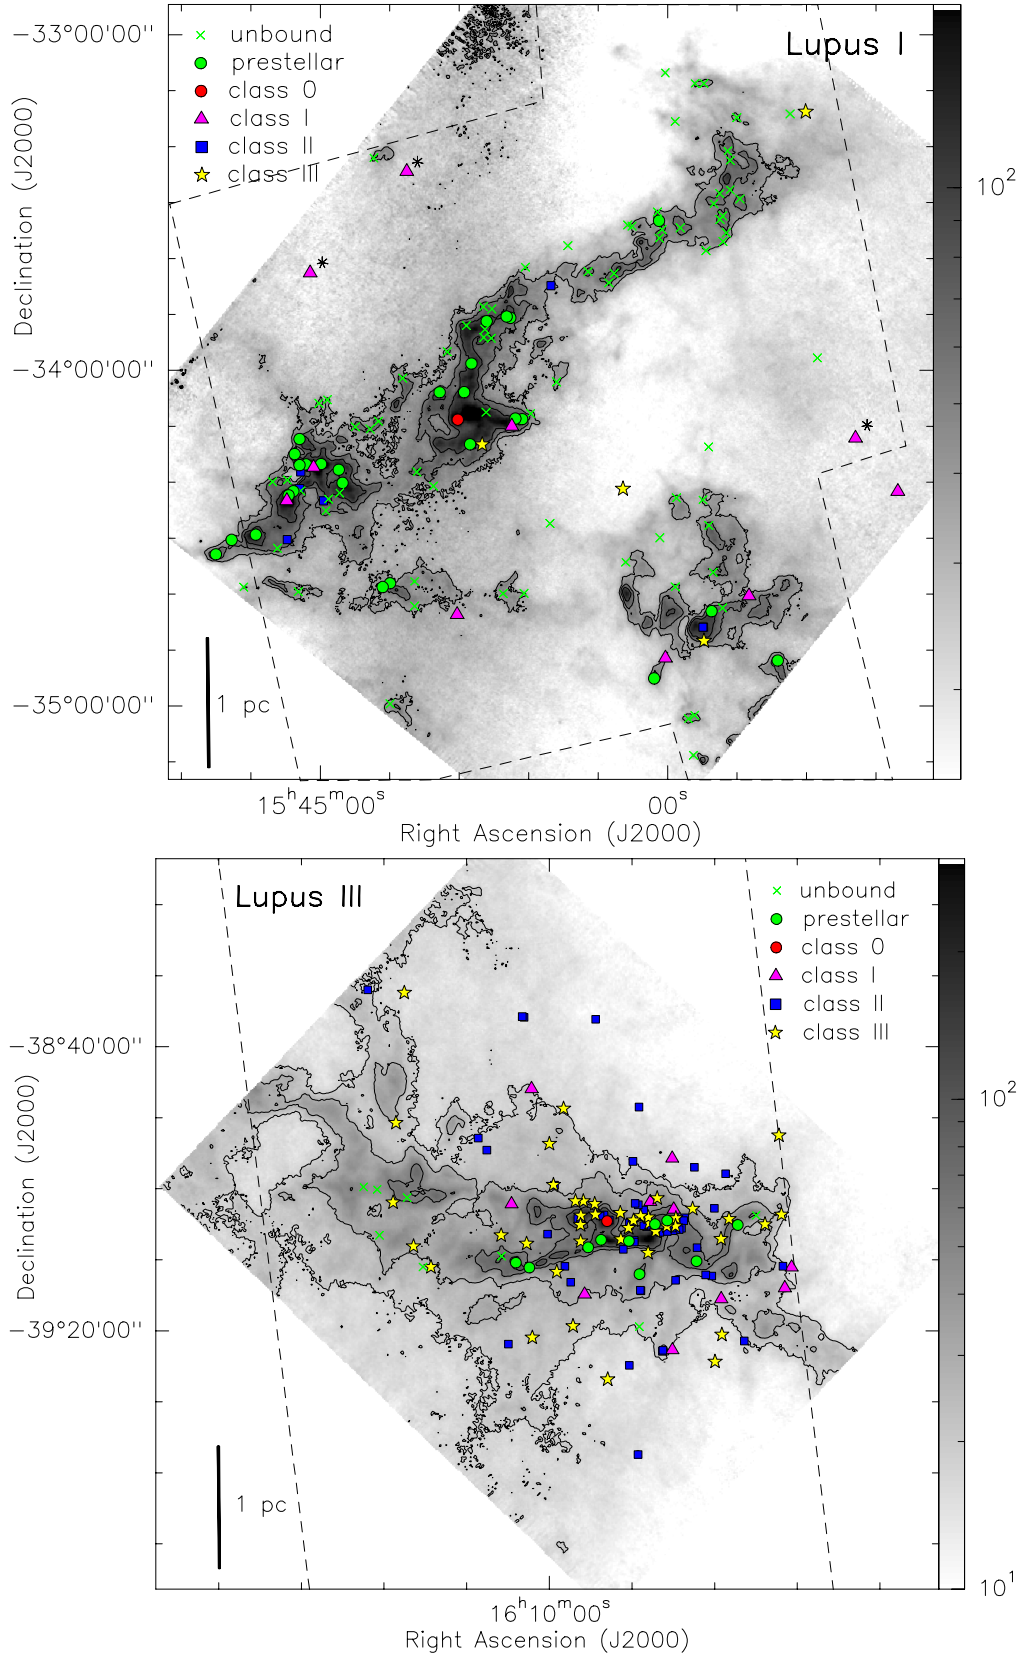 Lupus I
unbound
prestellar
class 0
class I
class II
class III
* 
*
*
−33°00'00''
−34°00'00''
−35°00'00''
Declination (J2000)
1 pc
15h45m00s
00s
Right Ascension (J2000)
10²
Lupus III
unbound
prestellar
class 0
class I
class II
class III
−38°40'00''
−39°20'00''
Declination (J2000)
1 pc
16h10m00s
Right Ascension (J2000)
10²
10¹